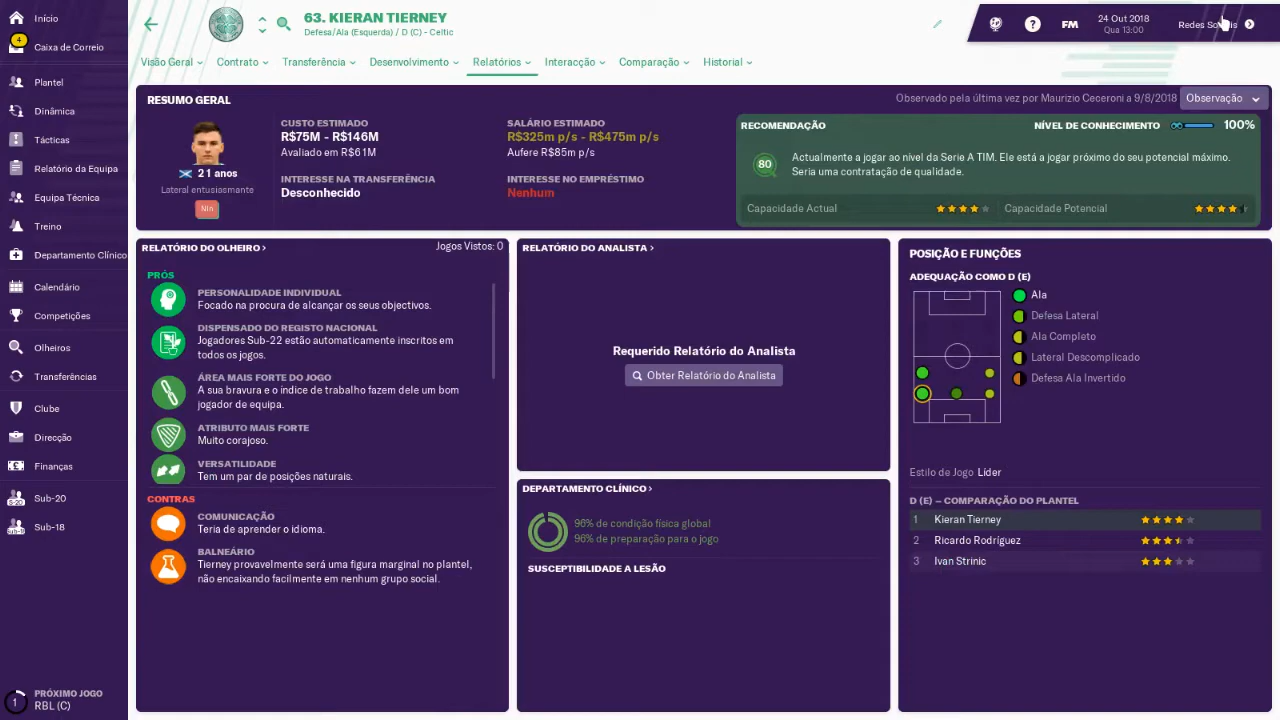 Início
4
Caixa de Correio
Plantel
Dinâmica
Tácticas
Relatório da Equipa
Equipa Técnica
Treino
Departamento Clínico
Calendário
Competições
Olheiros
Transferências
Clube
Direcção
Finanças
Sub-20
Sub-18
1
PRÓXIMO JOGO
RBL (C)
63. KIERAN TIERNEY
Defesa/Ala (Esquerda) / D (C) - Celtic
?
FM
24 Out 2018
Qua 13:00
Redes
Visão Geral
Contrato
Transferência
Desenvolvimento
Relatórios
Interacção
Comparação
Historial
RESUMO GERAL
Observado pela última vez por Maurizio Ceceroni a 9/8/2018
Observação
21 anos
Lateral entusiasmante
Nin
CUSTO ESTIMADO
R$75M - R$146M
Avaliado em R$61M
INTERESSE NA TRANSFERÊNCIA
Desconhecido
SALÁRIO ESTIMADO
R$325m p/s - R$475m p/s
Aufere R$85m p/s
INTERESSE NO EMPRÉSTIMO
Nenhum
RECOMENDAÇÃO
NÍVEL DE CONHECIMENTO
100%
80
Actualmente a jogar ao nível da Serie A TIM. Ele está a jogar próximo do seu potencial máximo.
Seria uma contratação de qualidade.
Capacidade Actual
Capacidade Potencial
RELATÓRIO DO OLHEIRO >
Jogos Vistos: 0
PRÓS
PERSONALIDADE INDIVIDUAL
Focado na procura de alcançar os seus objectivos.
DISPENSADO DO REGISTO NACIONAL
Jogadores Sub-22 estão automaticamente inscritos em
todos os jogos.
ÁREA MAIS FORTE DO JOGO
A sua bravura e o índice de trabalho fazem dele um bom
jogador de equipa.
ATRIBUTO MAIS FORTE
Muito corajoso.
VERSATILIDADE
Tem um par de posições naturais.
CONTRAS
COMUNICAÇÃO
Teria de aprender o idioma.
BALNEÁRIO
Tierney provavelmente será uma figura marginal no plantel,
não encaixando facilmente em nenhum grupo social.
RELATÓRIO DO ANALISTA >
Requerido Relatório do Analista
Obter Relatório do Analista
DEPARTAMENTO CLÍNICO >
96% de condição física global
96% de preparação para o jogo
SUSCEPTIBILIDADE A LESÃO
POSIÇÃO E FUNÇÕES
ADEQUAÇÃO COMO D (E)
Ala
Defesa Lateral
Ala Completo
Lateral Descomplicado
Defesa Ala Invertido
Estilo de Jogo Líder
D (E) – COMPARAÇÃO DO PLANTEL
1 Kieran Tierney
2 Ricardo Rodríguez
3 Ivan Strinic